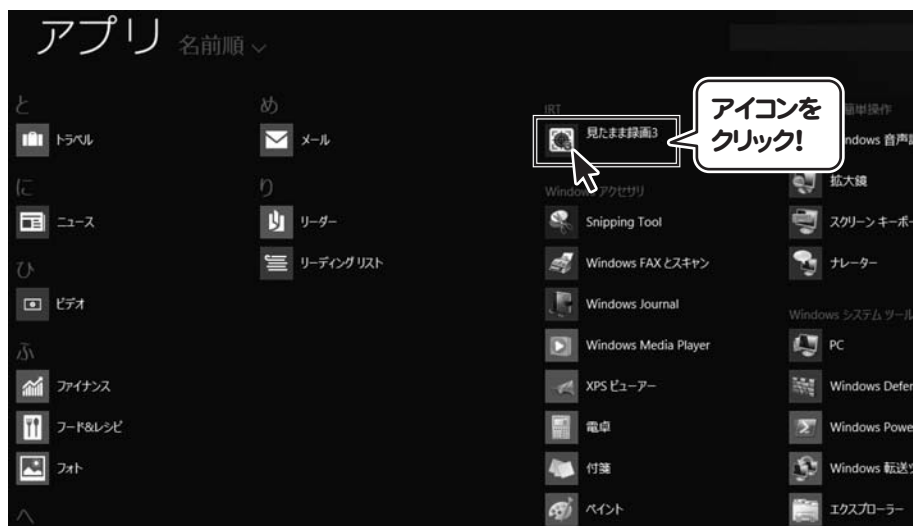 アプリ 名前順
と
トラベル
に
ニュース
ひ
ビデオ
ふ
ファイナンス
フード&レシピ
フォト
へ
め
メール
り
リーダー
リーディング リスト
IRT
見たまま録画3
アイコンを
クリック!
Windows アクセサリ
Snipping Tool
Windows FAX とスキャン
Windows Journal
Windows Media Player
XPS ビューアー
電卓
付箋
ペイント
簡単操作
拡大鏡
スクリーン キーボー
ナレーター
Windows システム ツール
PC
Windows Defen
Windows Powe
Windows 転送ツ
エクスプローラー